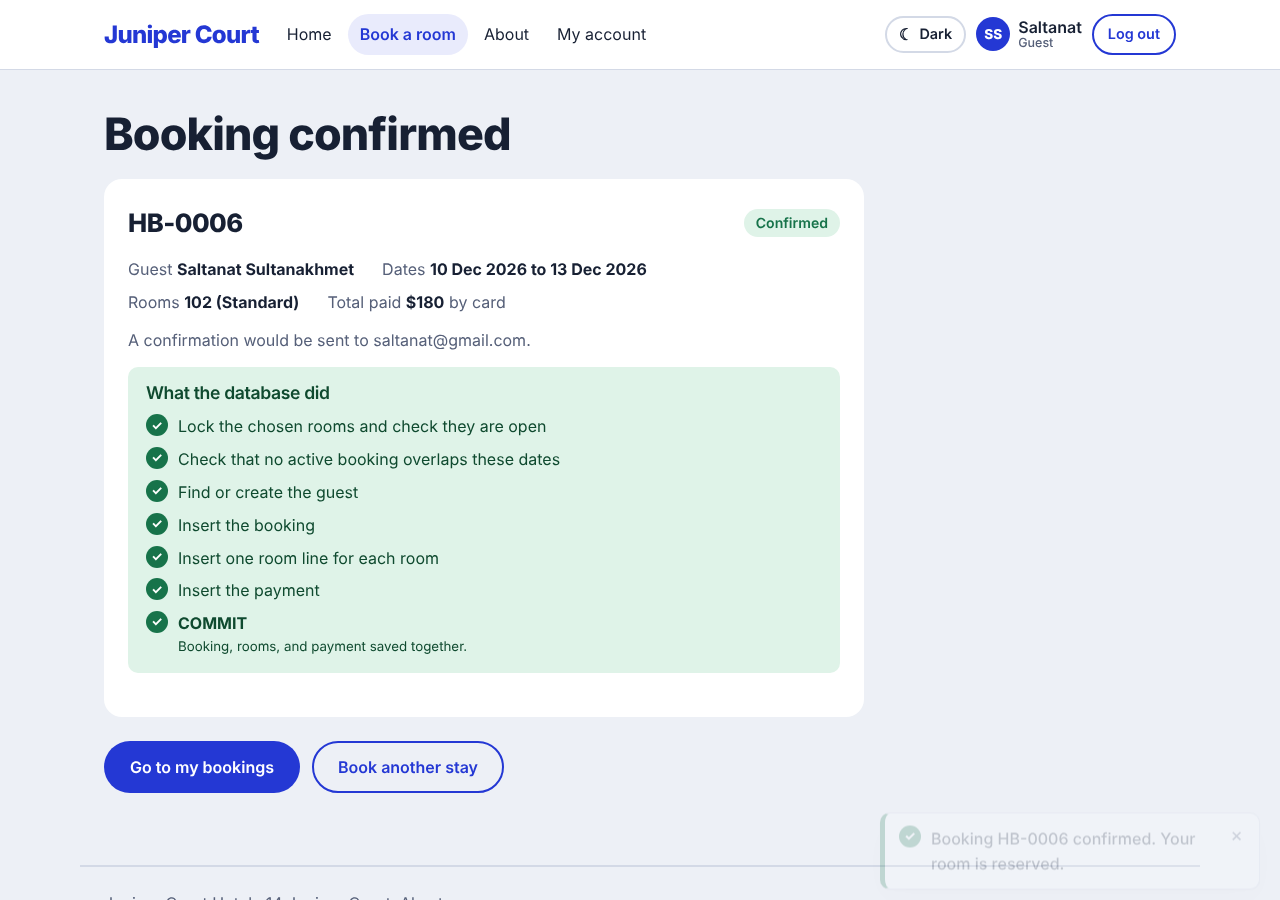 Juniper Court Home Book a room About My account ☾ Dark SS Saltanat Guest Log out
Booking confirmed
HB-0006 Confirmed
Guest Saltanat Sultanakhmet Dates 10 Dec 2026 to 13 Dec 2026
Rooms 102 (Standard) Total paid $180 by card
A confirmation would be sent to saltanat@gmail.com.
What the database did
Lock the chosen rooms and check they are open
Check that no active booking overlaps these dates
Find or create the guest
Insert the booking
Insert one room line for each room
Insert the payment
COMMIT
Booking, rooms, and payment saved together.
Go to my bookings Book another stay
Booking HB-0006 confirmed. Your
room is reserved.
×